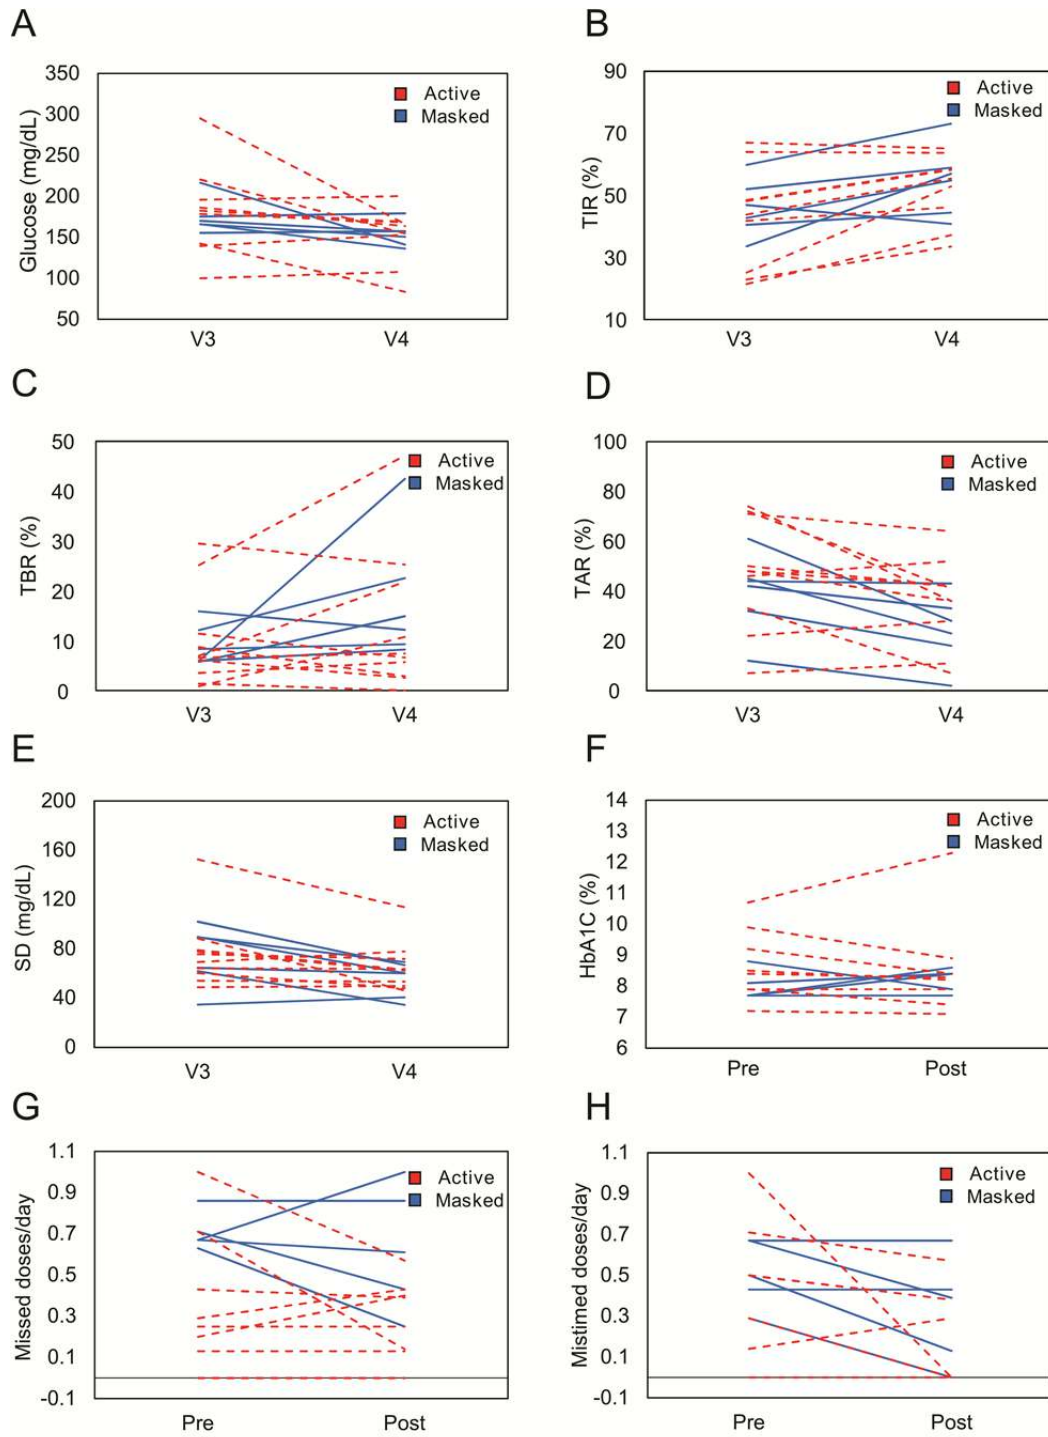 A
Glucose (mg/dL)
350
300
250
200
150
100
50
Active
Masked
V3 V4
B
TIR (%)
90
70
50
30
10
Active
Masked
V3 V4
C
TBR (%)
50
40
30
20
10
0
Active
Masked
V3 V4
D
TAR (%)
100
80
60
40
20
0
Active
Masked
V3 V4
E
SD (mg/dL)
200
160
120
80
40
0
Active
Masked
V3 V4
F
HbA1C (%)
14
13
12
11
10
9
8
7
6
Active
Masked
Pre Post
G
Missed doses/day
1.1
0.9
0.7
0.5
0.3
0.1
-0.1
Active
Masked
Pre Post
H
Mistimed doses/day
1.1
0.9
0.7
0.5
0.3
0.1
-0.1
Active
Masked
Pre Post